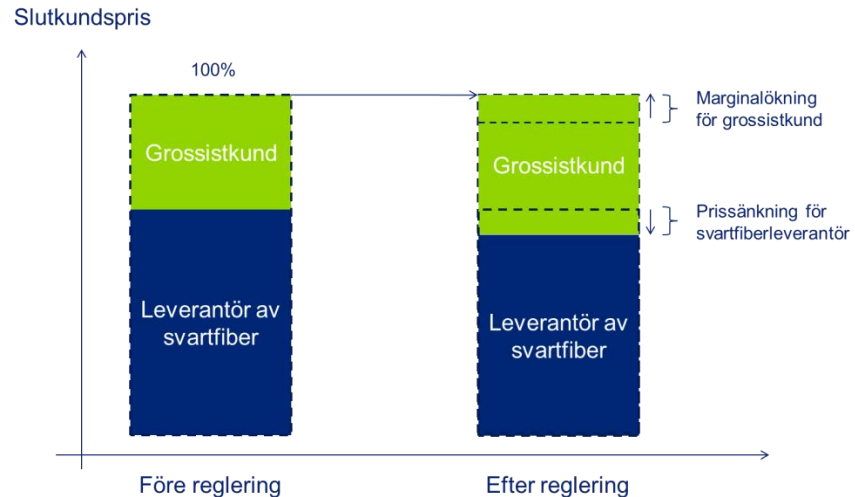 Slutkundspris
100%
Grossistkund
Leverantör av
svartfiber
Före reglering
Grossistkund
Leverantör av
svartfiber
Efter reglering
Marginalökning
för grossistkund
Prissänkning för
svartfiberleverantör